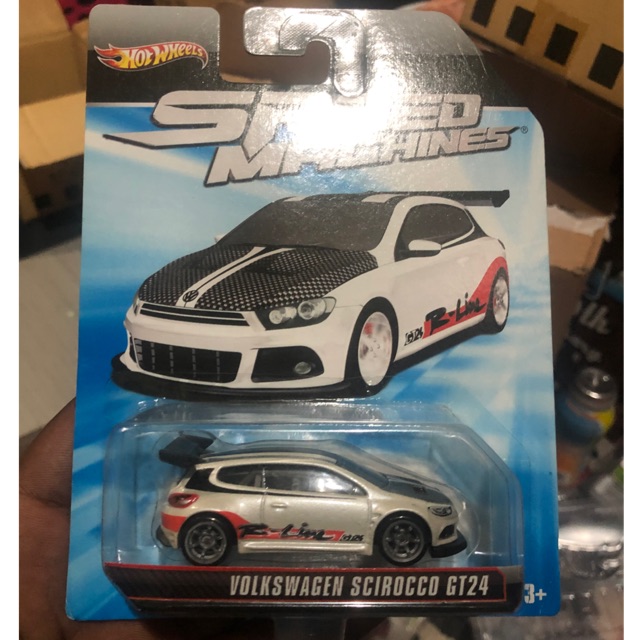 HOT WHEELS
SPEED
MACHINES®
GT24 R-Line
R-Line GT24
VOLKSWAGEN SCIROCCO GT24
3+